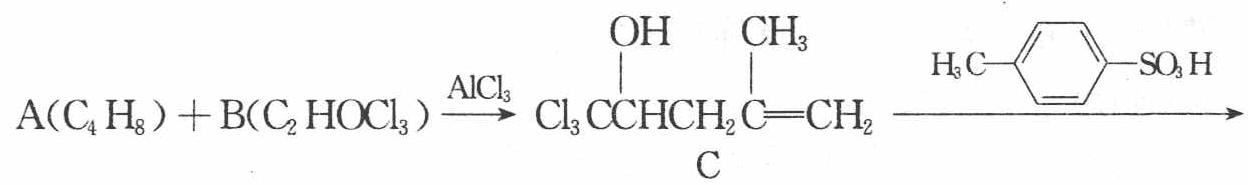 OH CH₃
H₃C SO₃H
A(C₄H₈)+B(C₂HOCl₃) AlCl₃ Cl₃CCHCH₂C=CH₂
C